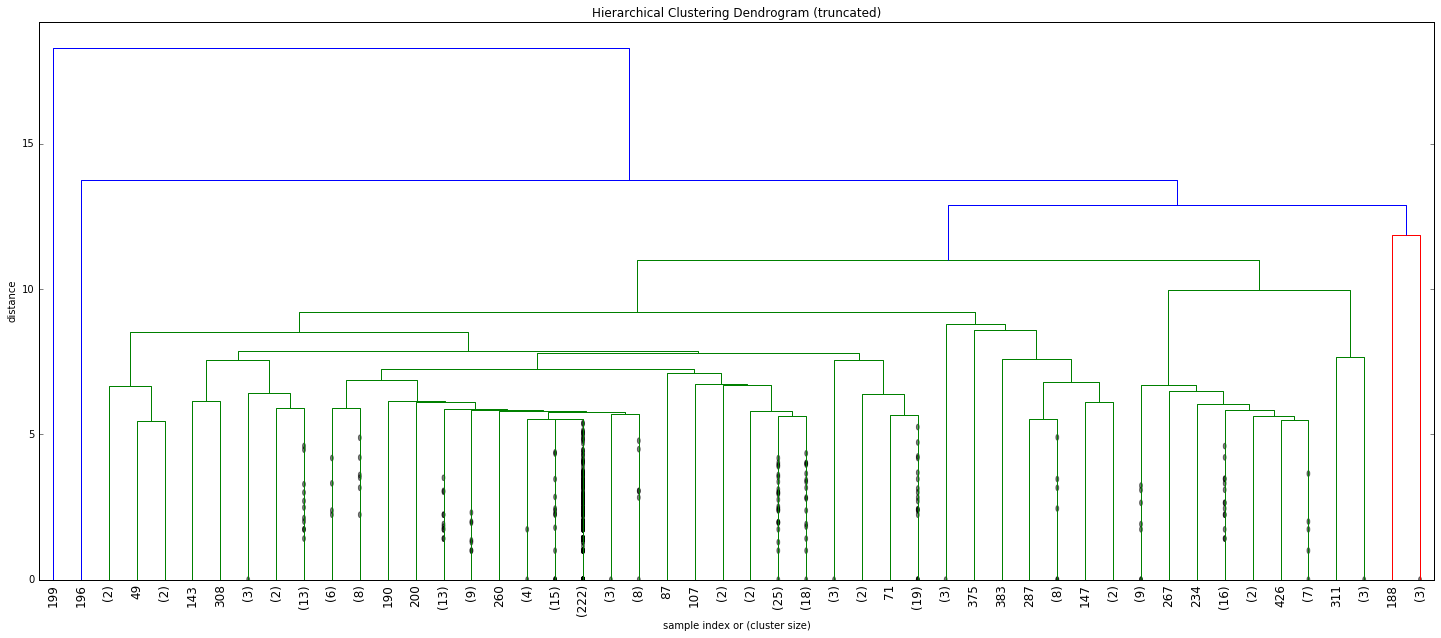 Hierarchical Clustering Dendrogram (truncated)
distance
15
10
5
0
199 196 (2) 49 (2) 143 308 (3) (2) (13) (6) (8) 190 200 (13) (9) 260 (4) (15) (222) (3) (8) 87 107 (2) (2) (25) (18) (3) (2) 71 (19) (3) 375 383 287 (8) 147 (2) (9) 267 234 (16) (2) 426 (7) 311 (3) 188 (3)
sample index or (cluster size)